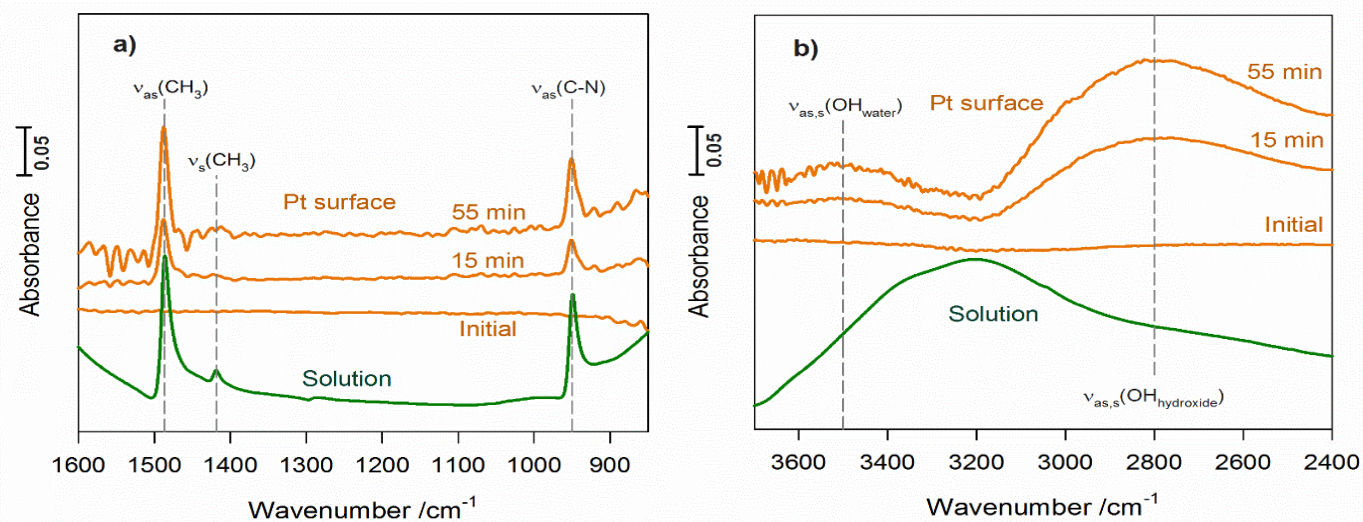 a)
νas(CH3)
νas(C-N)
νs(CH3)
Pt surface
55 min
15 min
Initial
Solution
0.05
Absorbance
1600 1500 1400 1300 1200 1100 1000 900
Wavenumber /cm-1
b)
νas,s(OHwater)
Pt surface
55 min
15 min
Initial
Solution
νas,s(OHhydroxide)
0.05
Absorbance
3600 3400 3200 3000 2800 2600 2400
Wavenumber /cm-1